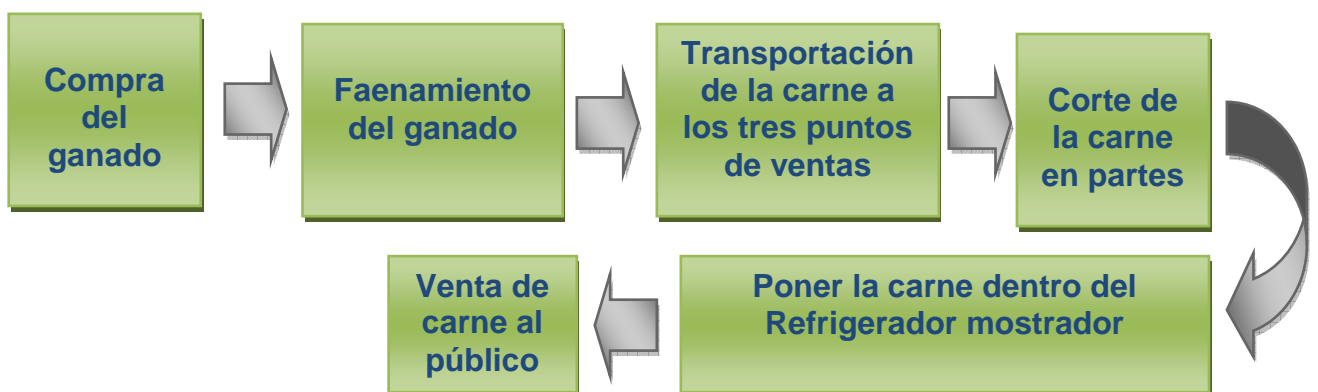 Compra
del
ganado
Faenamiento
del ganado
Transportación
de la carne a
los tres puntos
de ventas
Corte de
la carne
en partes
Poner la carne dentro del
Refrigerador mostrador
Venta de
carne al
público